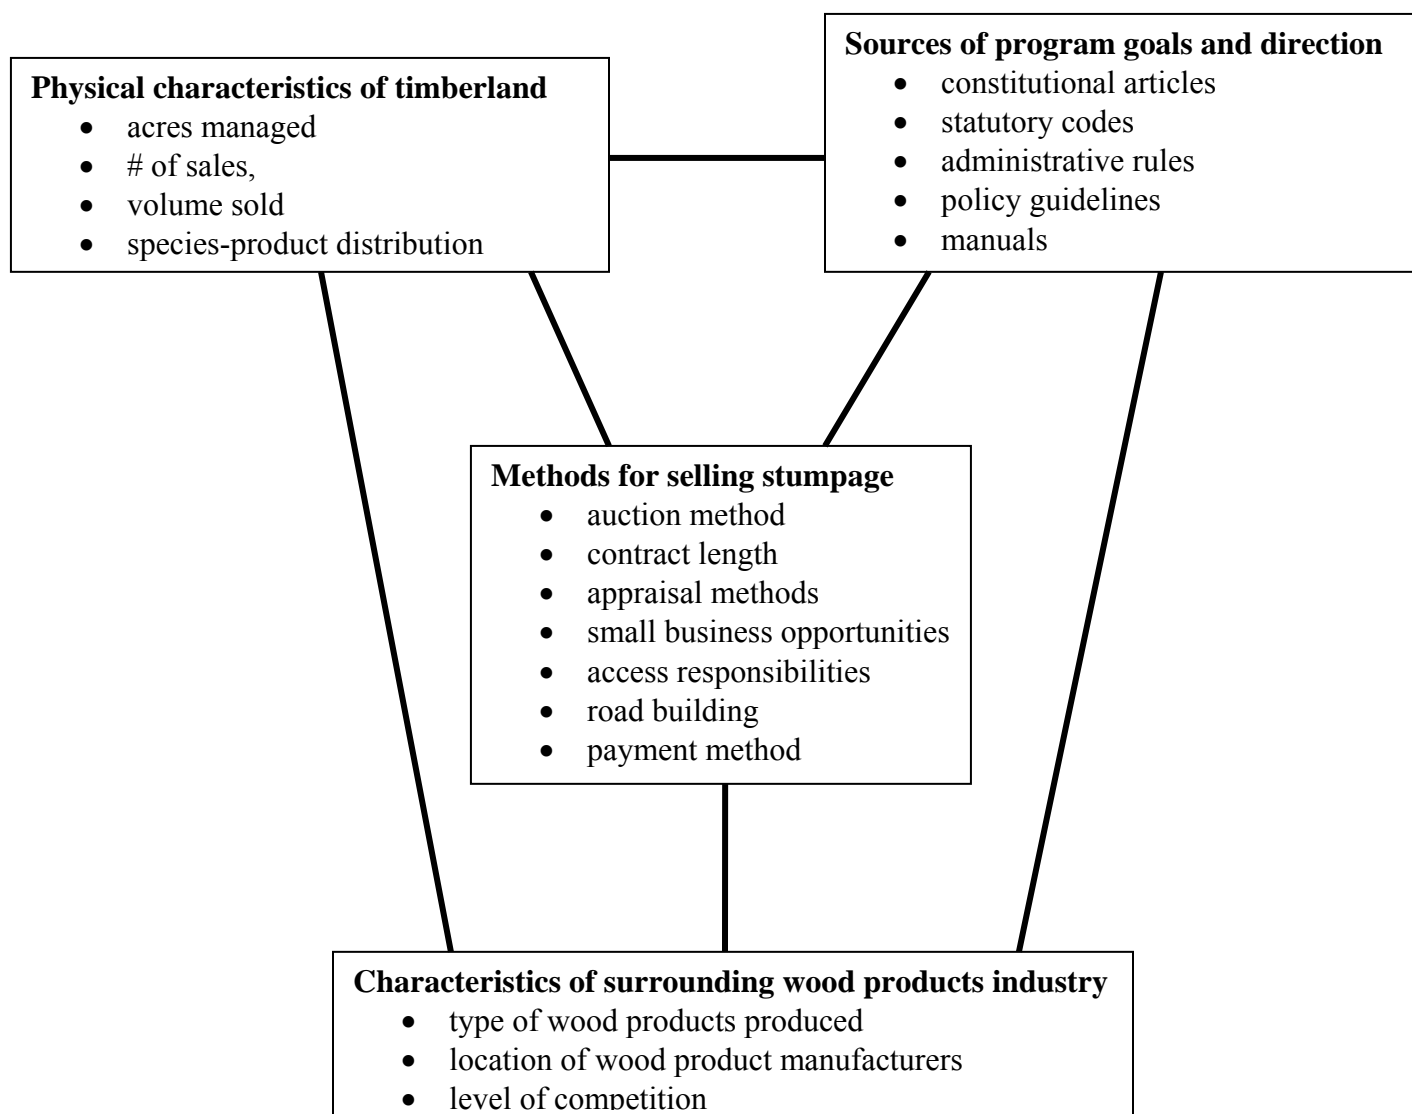 Physical characteristics of timberland
• acres managed
• # of sales,
• volume sold
• species-product distribution
Sources of program goals and direction
• constitutional articles
• statutory codes
• administrative rules
• policy guidelines
• manuals
Methods for selling stumpage
• auction method
• contract length
• appraisal methods
• small business opportunities
• access responsibilities
• road building
• payment method
Characteristics of surrounding wood products industry
• type of wood products produced
• location of wood product manufacturers
• level of competition